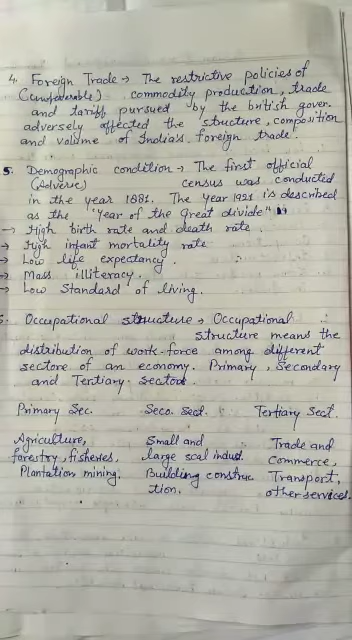 4. Foreign Trade → The restrictive policies of
(Unfavorable) commodity production, trade
and tariff pursued by the british gover.
adversely affected the structure, composition
and volume of India's foreign trade.
5. Demographic condition → The first official
(Adverse) census was conducted
in the year 1881. The Year 1921 is described
as the "Year of the Great divide"
→ High birth rate and death rate.
→ High infant mortality rate
→ Low life expectancy.
→ Mass illiteracy.
→ Low Standard of living.
6. Occupational structure → Occupational
structure means the
distribution of work-force among different
sectors of an economy. Primary, Secondary
and Tertiary sector.
Primary Sec. Seco. Sect. Tertiary Sect.
Agriculture, Small and Trade and
forestry, fisheries, large scal indust. Commerce,
Plantation mining. Building construc Transport,
tion. other services.